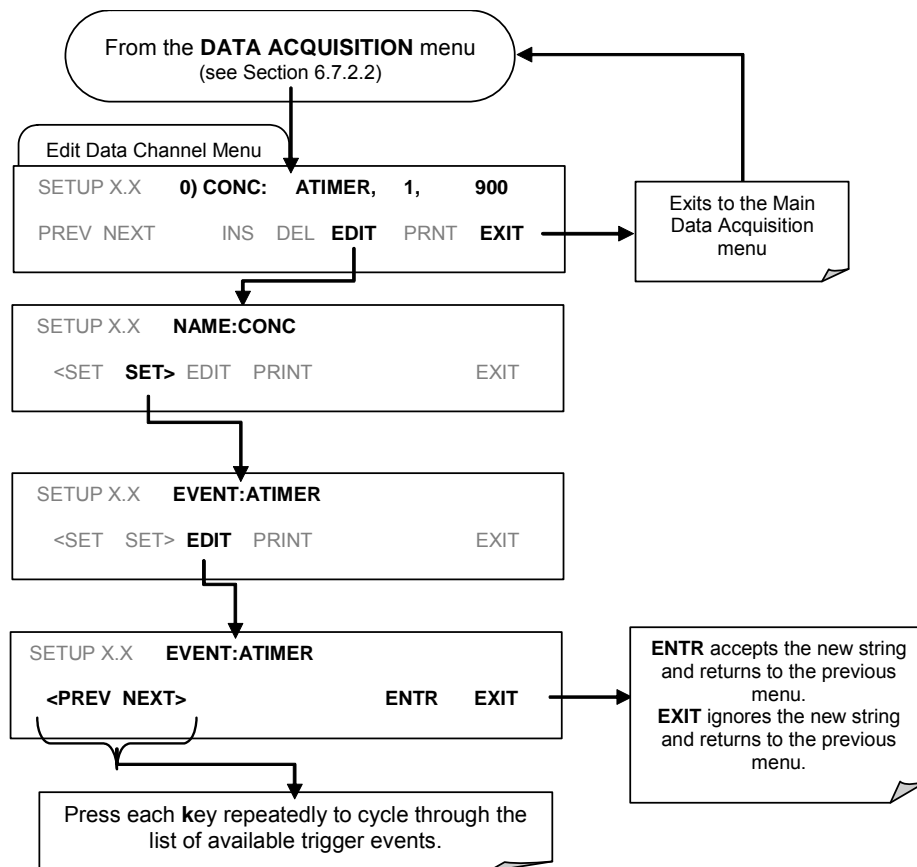 From the DATA ACQUISITION menu
(see Section 6.7.2.2)
Edit Data Channel Menu
SETUP X.X 0) CONC: ATIMER, 1, 900
PREV NEXT INS DEL EDIT PRNT EXIT
Exits to the Main
Data Acquisition
menu
SETUP X.X NAME:CONC
<SET SET> EDIT PRINT EXIT
SETUP X.X EVENT:ATIMER
<SET SET> EDIT PRINT EXIT
SETUP X.X EVENT:ATIMER
<PREV NEXT> ENTR EXIT
ENTR accepts the new string
and returns to the previous
menu.
EXIT ignores the new string
and returns to the previous
menu.
Press each key repeatedly to cycle through the
list of available trigger events.